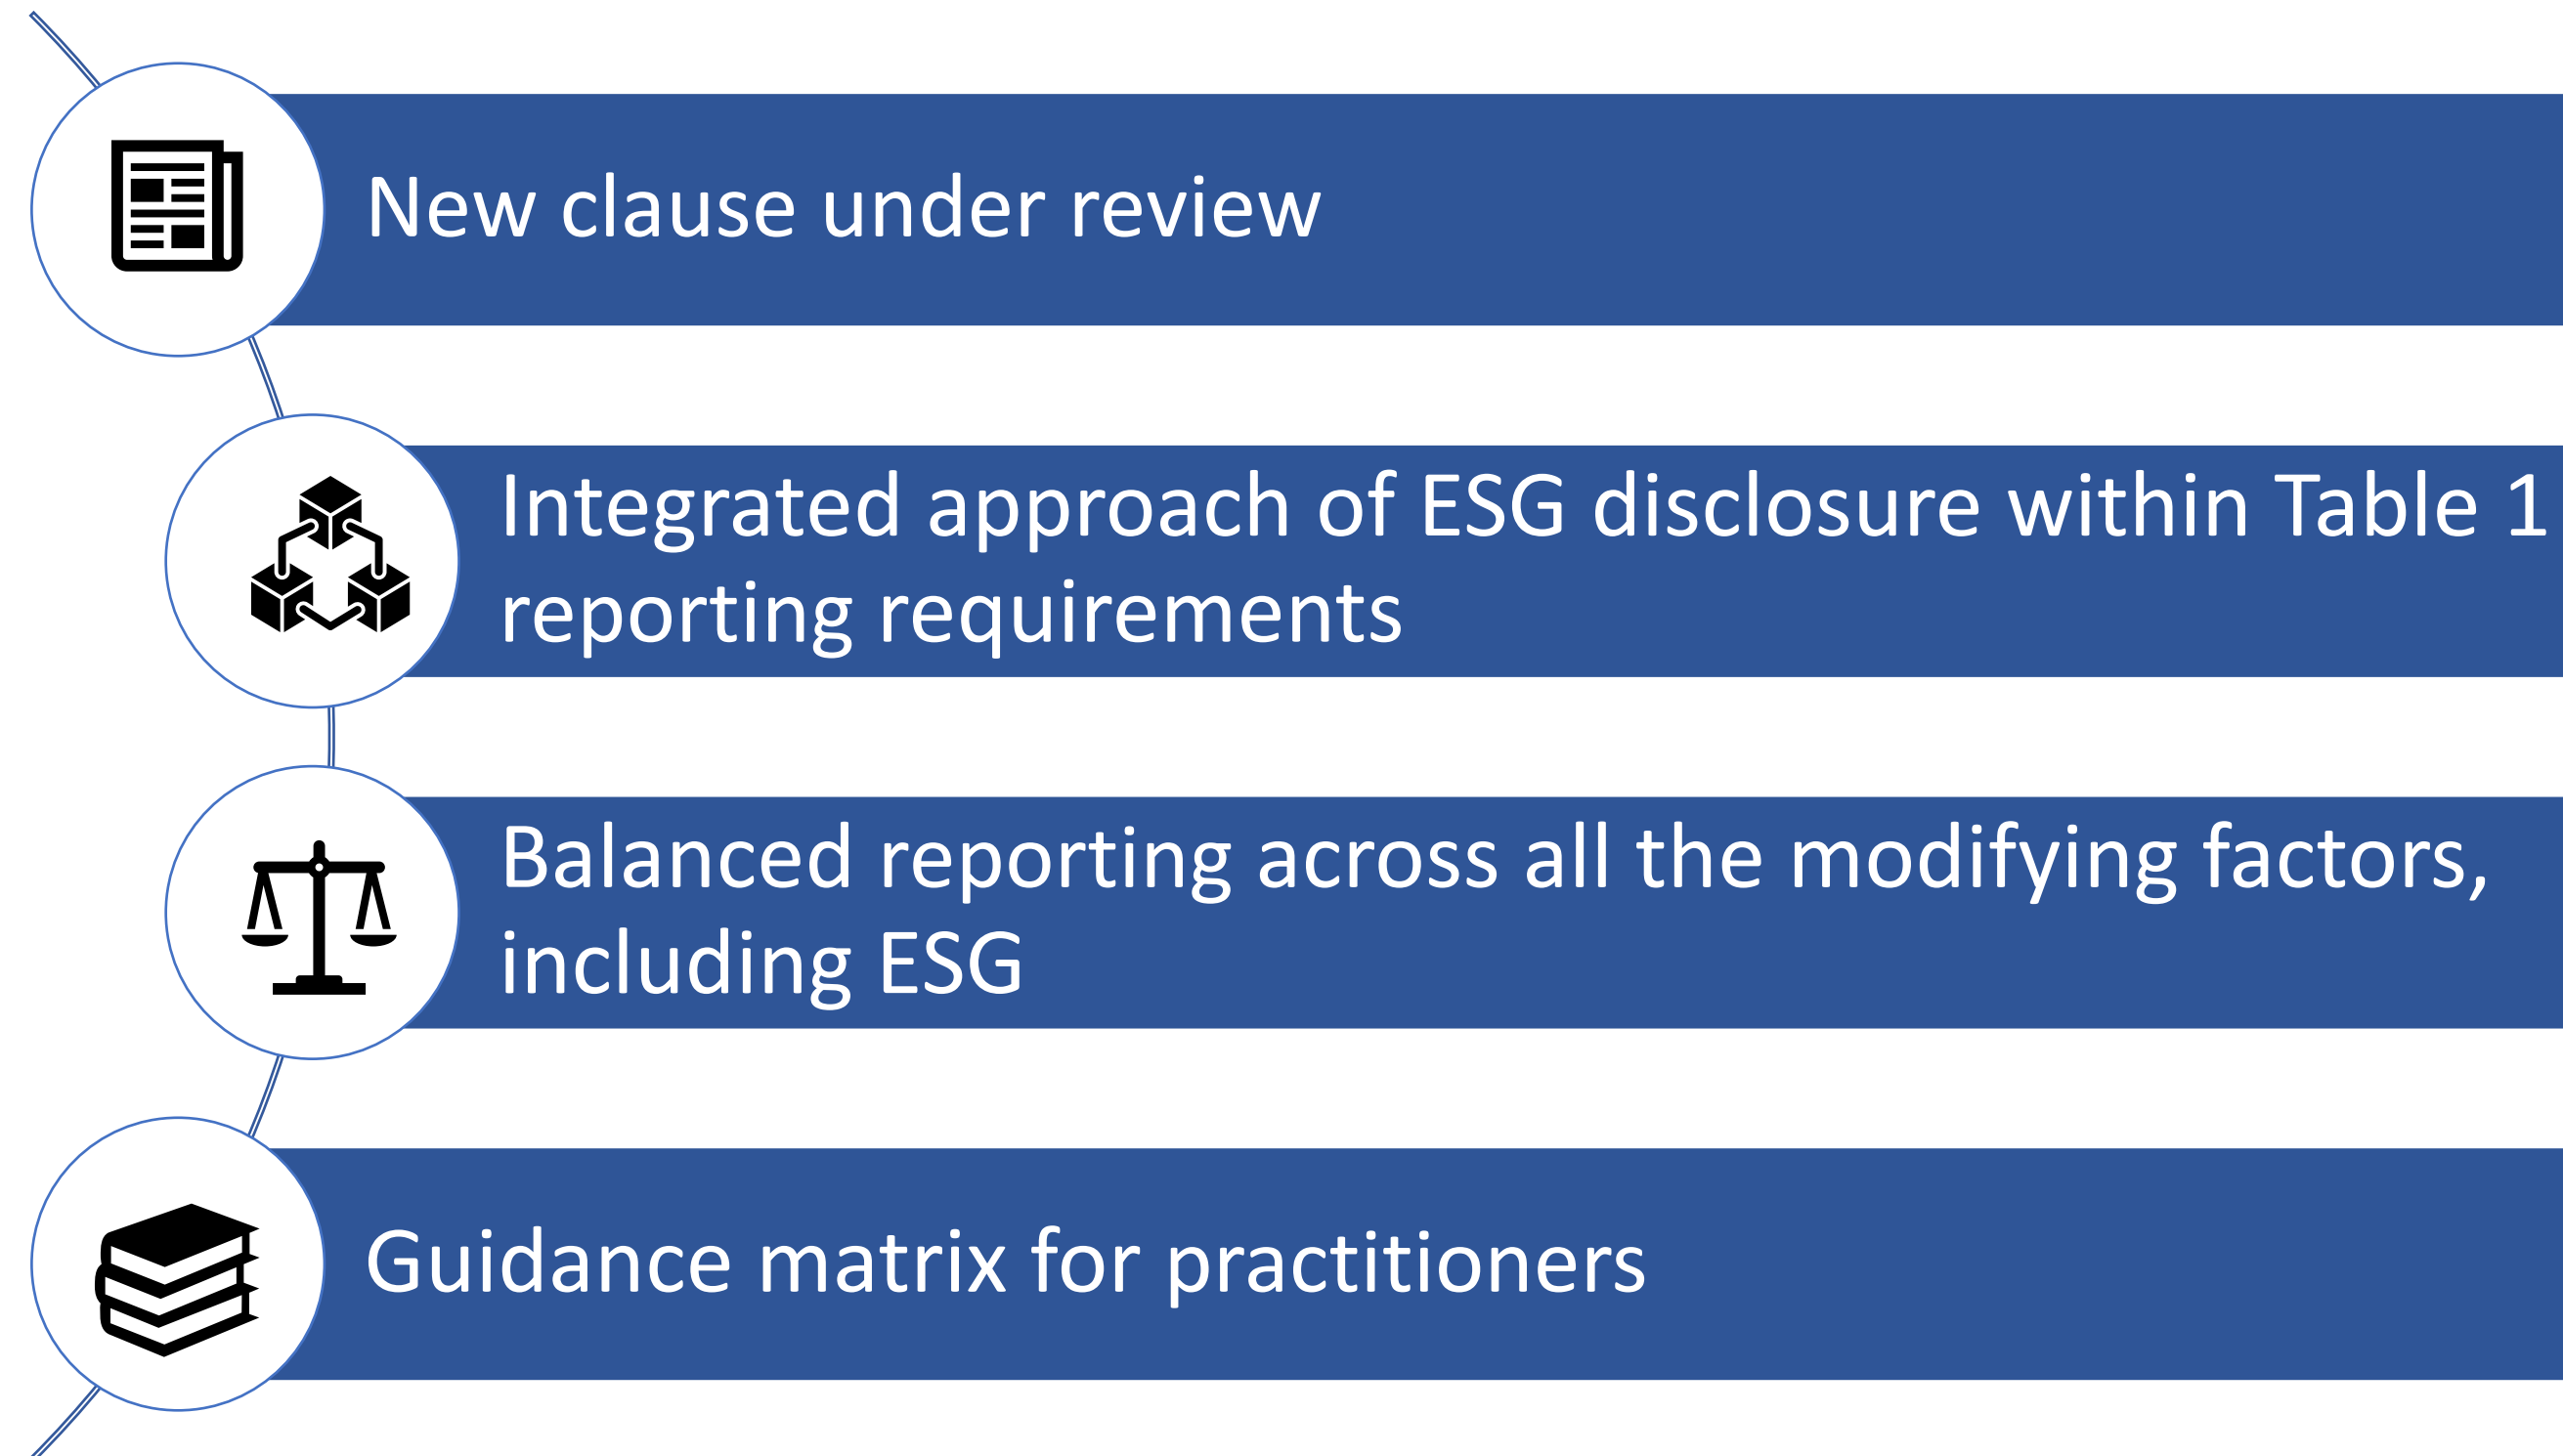 New clause under review
Integrated approach of ESG disclosure within Table 1
reporting requirements
Balanced reporting across all the modifying factors,
including ESG
Guidance matrix for practitioners